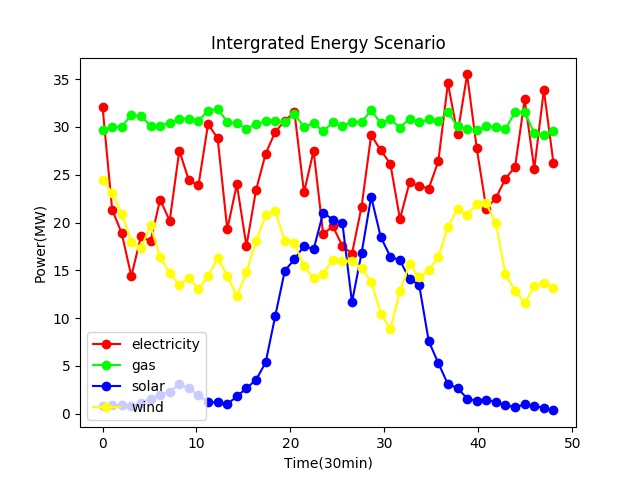 Intergrated Energy Scenario
Power(MW)
35
30
25
20
15
10
5
0
electricity
gas
solar
wind
0 10 20 30 40 50
Time(30min)